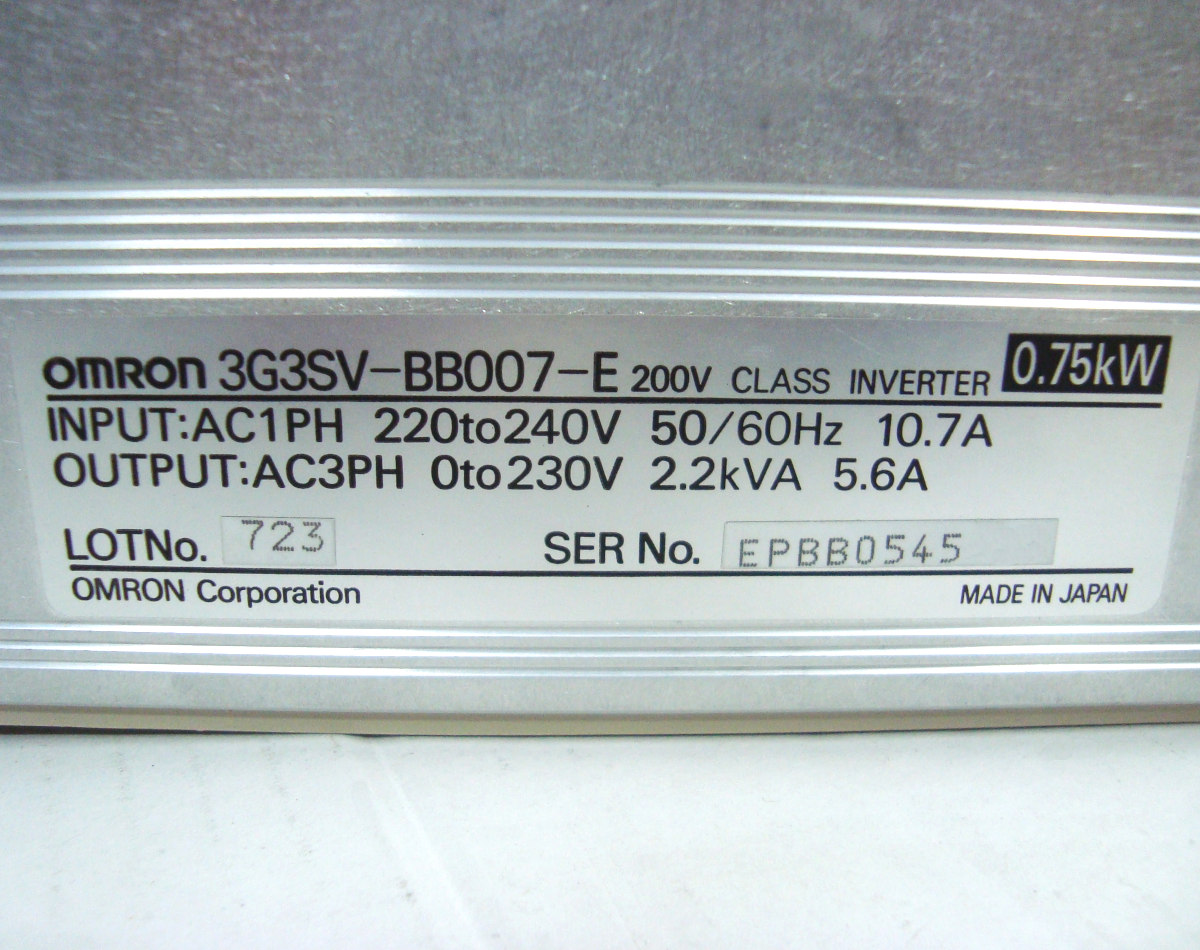 omron 3G3SV-BB007-E 200V CLASS INVERTER 0.75kW
INPUT:AC1PH 220to240V 50/60Hz 10.7A
OUTPUT:AC3PH 0to230V 2.2kVA 5.6A
LOTNo. 723 SER No. EPBB0545
OMRON Corporation MADE IN JAPAN